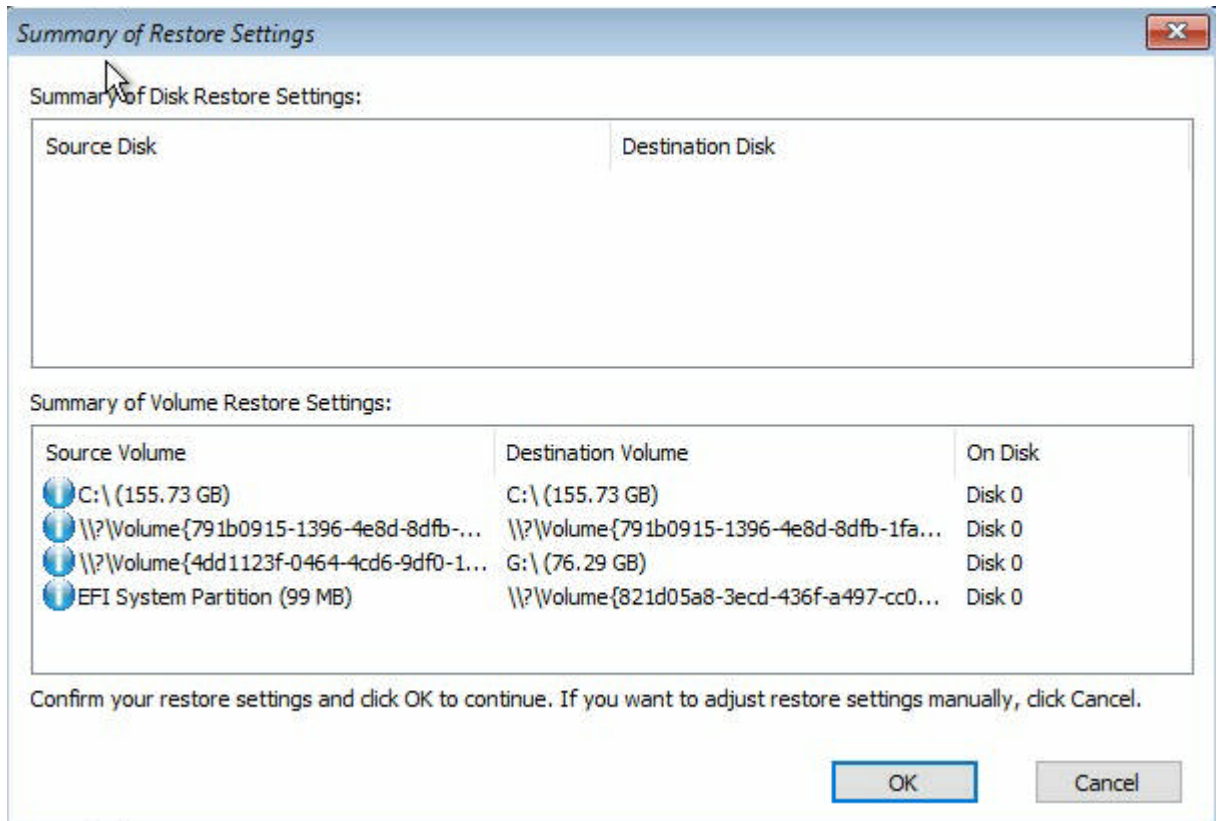 Summary of Restore Settings
Summary of Disk Restore Settings:
Source Disk Destination Disk
Summary of Volume Restore Settings:
Source Volume Destination Volume On Disk
C:\ (155.73 GB) C:\ (155.73 GB) Disk 0
\\?\Volume{791b0915-1396-4e8d-8dfb-... \\?\Volume{791b0915-1396-4e8d-8dfb-1fa... Disk 0
\\?\Volume{4dd1123f-0464-4cd6-9df0-1... G:\ (76.29 GB) Disk 0
EFI System Partition (99 MB) \\?\Volume{821d05a8-3ecd-436f-a497-cc0... Disk 0
Confirm your restore settings and click OK to continue. If you want to adjust restore settings manually, click Cancel.
OK Cancel